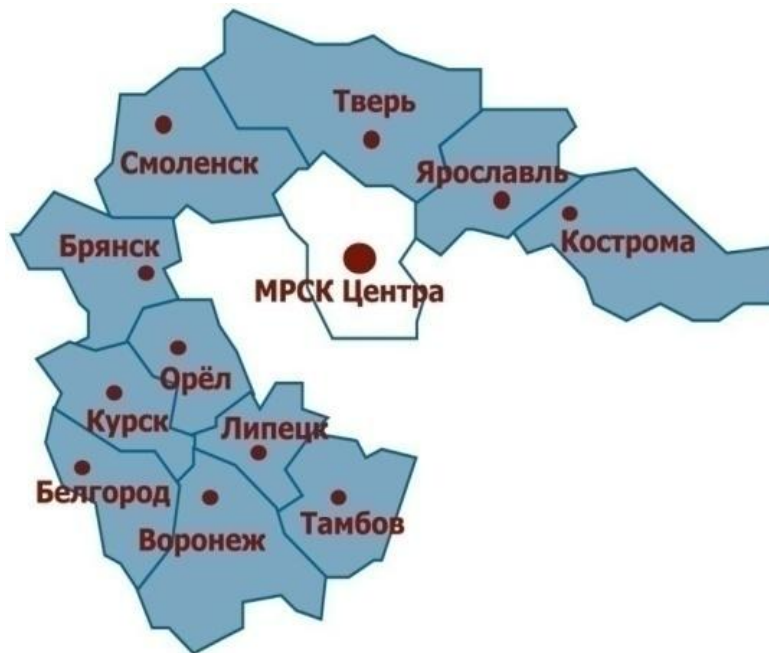 Тверь
Смоленск
Ярославль
Кострома
Брянск
МРСК Центра
Орёл
Курск
Липецк
Белгород
Воронеж
Тамбов